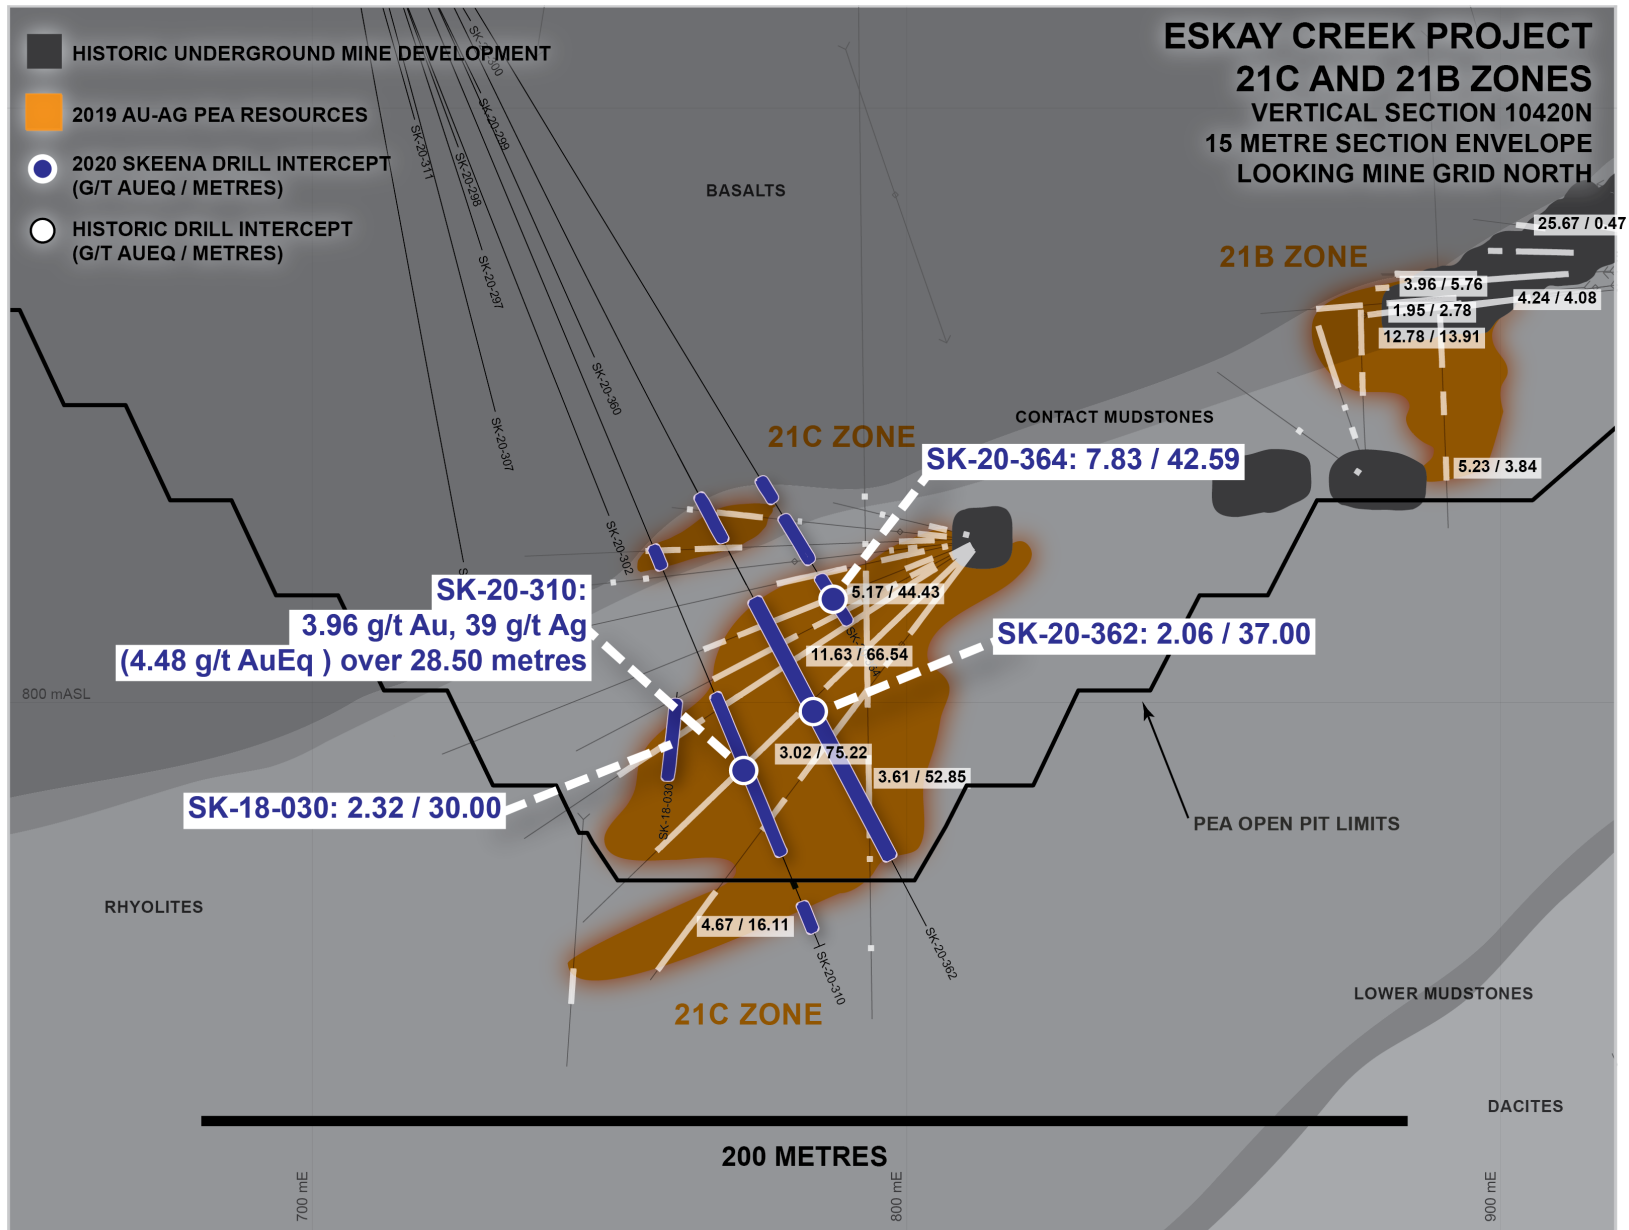 ESKAY CREEK PROJECT
21C AND 21B ZONES
VERTICAL SECTION 10420N
15 METRE SECTION ENVELOPE
LOOKING MINE GRID NORTH
HISTORIC UNDERGROUND MINE DEVELOPMENT
2019 AU-AG PEA RESOURCES
2020 SKEENA DRILL INTERCEPT
(G/T AUEQ / METRES)
HISTORIC DRILL INTERCEPT
(G/T AUEQ / METRES)
SK-20-299
SK-20-311
SK-20-298
SK-20-297
SK-20-360
SK-20-307
SK-20-302
BASALTS
21B ZONE
25.67 / 0.47
3.96 / 5.76
4.24 / 4.08
1.95 / 2.78
12.78 / 13.91
5.23 / 3.84
CONTACT MUDSTONES
21C ZONE
SK-20-364: 7.83 / 42.59
SK-20-310:
3.96 g/t Au, 39 g/t Ag
(4.48 g/t AuEq ) over 28.50 metres
5.17 / 44.43
SK-20-362: 2.06 / 37.00
11.63 / 66.54
800 mASL
3.02 / 75.22
3.61 / 52.85
SK-18-030: 2.32 / 30.00
SK-18-030
PEA OPEN PIT LIMITS
RHYOLITES
4.67 / 16.11
SK-20-310
SK-20-362
21C ZONE
LOWER MUDSTONES
DACITES
200 METRES
700 mE
800 mE
900 mE